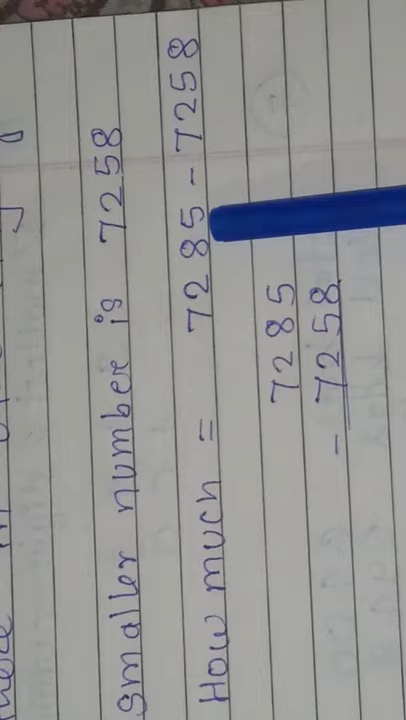 smaller number is 7258
How much = 7285 - 7258
7285
- 7258